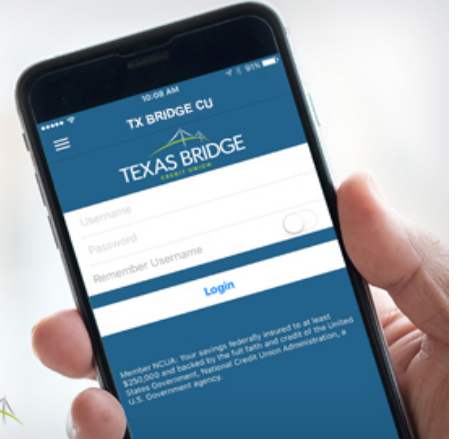 10:08 AM
91%
TX BRIDGE CU
TEXAS BRIDGE
CREDIT UNION
Username
Password
Remember Username
Login
Member NCUA: Your savings federally insured to at least
$250,000 and backed by the full faith and credit of the United
States Government, National Credit Union Administration, a
U.S. Government agency.